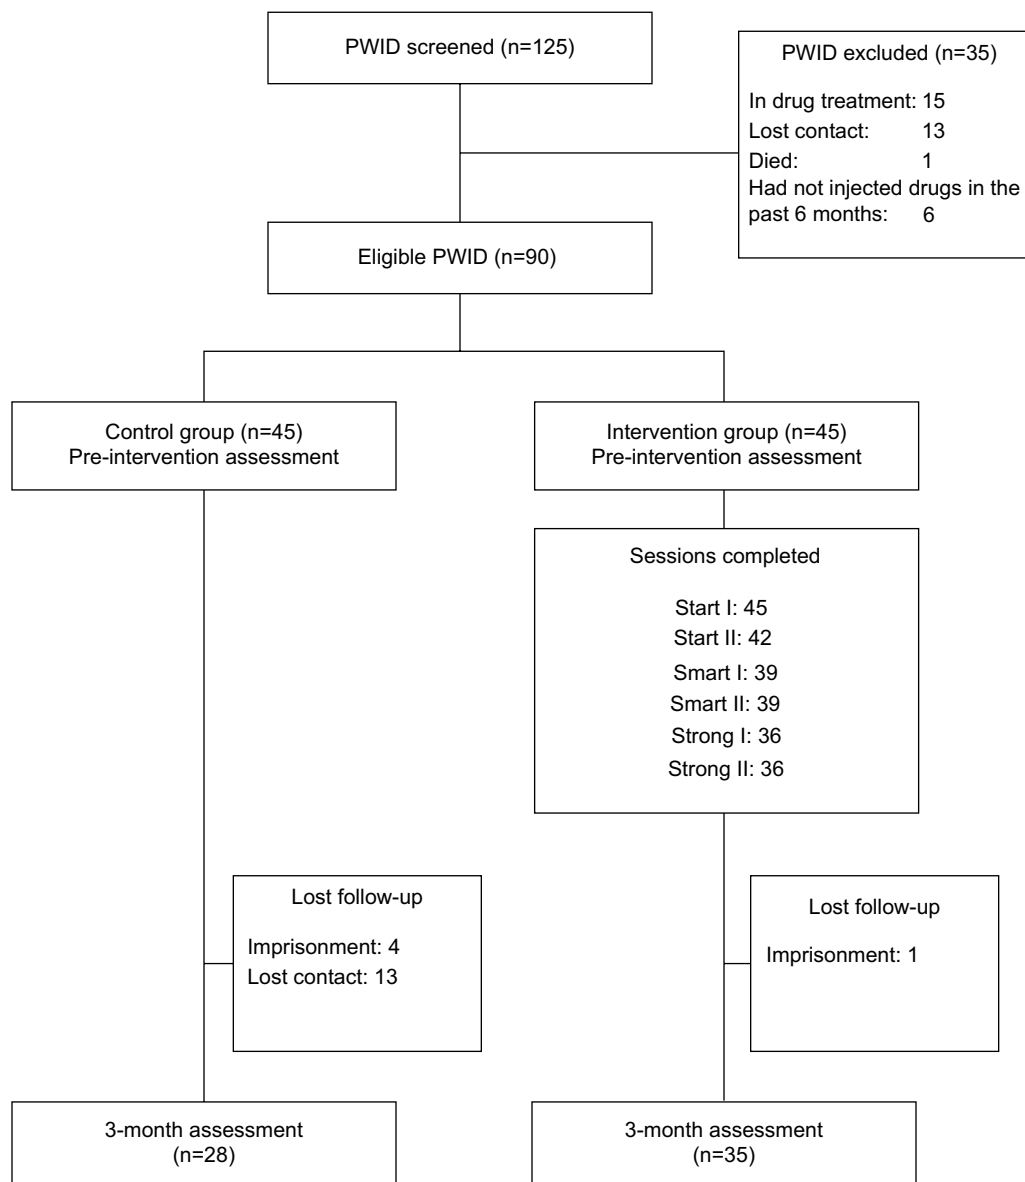 PWID screened (n=125)
PWID excluded (n=35)
In drug treatment: 15
Lost contact: 13
Died: 1
Had not injected drugs in the
past 6 months: 6
Eligible PWID (n=90)
Control group (n=45)
Pre-intervention assessment
Intervention group (n=45)
Pre-intervention assessment
Sessions completed
Start I: 45
Start II: 42
Smart I: 39
Smart II: 39
Strong I: 36
Strong II: 36
Lost follow-up
Imprisonment: 4
Lost contact: 13
Lost follow-up
Imprisonment: 1
3-month assessment
(n=28)
3-month assessment
(n=35)